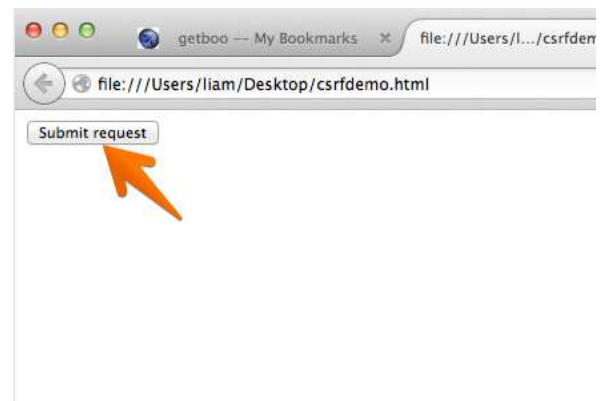 getboo -- My Bookmarks
file:///Users/l.../csrfdem
file:///Users/liam/Desktop/csrfdemo.html
Submit request